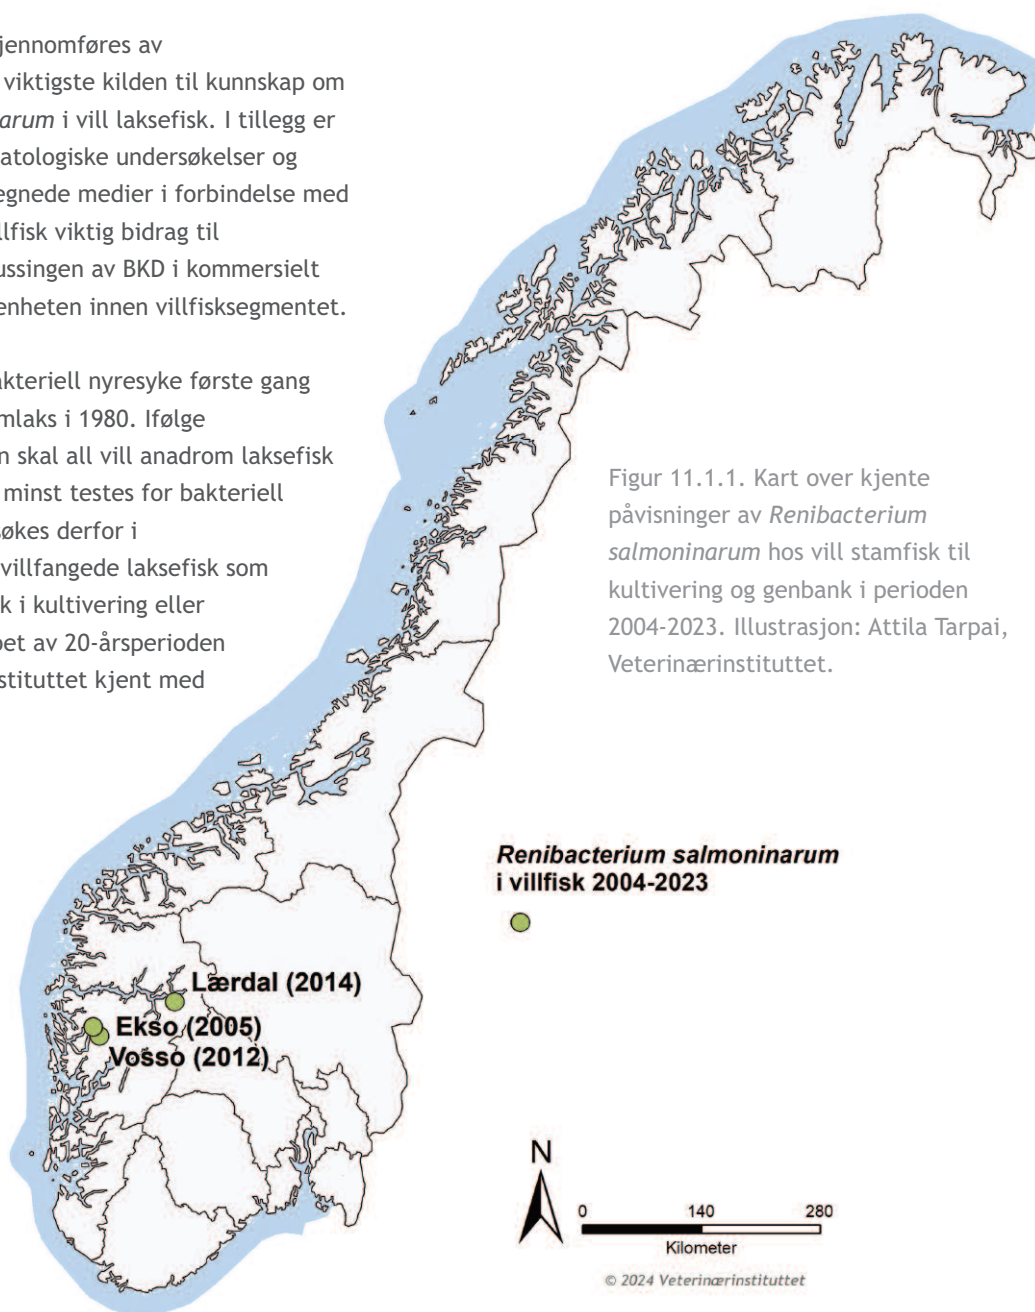 jennomføres av
viktigste kilden til kunnskap om
arum i vill laksefisk. I tillegg er
atologiske undersøkelser og
egnede medier i forbindelse med
llfisk viktig bidrag til
ussingen av BKD i kommersielt
enheten innen villfisksegmentet.
akteriell nyresyke første gang
mlaks i 1980. Ifølge
n skal all vill anadrom laksefisk
minst testes for bakteriell
søkes derfor i
villfangede laksefisk som
k i kultivering eller
pet av 20-årsperioden
stituttet kjent med
Figur 11.1.1. Kart over kjente
påvisninger av Renibacterium
salmoninarum hos vill stamfisk til
kultivering og genbank i perioden
2004-2023. Illustrasjon: Attila Tarpai,
Veterinærinstituttet.
Renibacterium salmoninarum
i villfisk 2004-2023
Lærdal (2014)
Ekso (2005)
Vosso (2012)
N
0 140 280
Kilometer
© 2024 Veterinærinstituttet